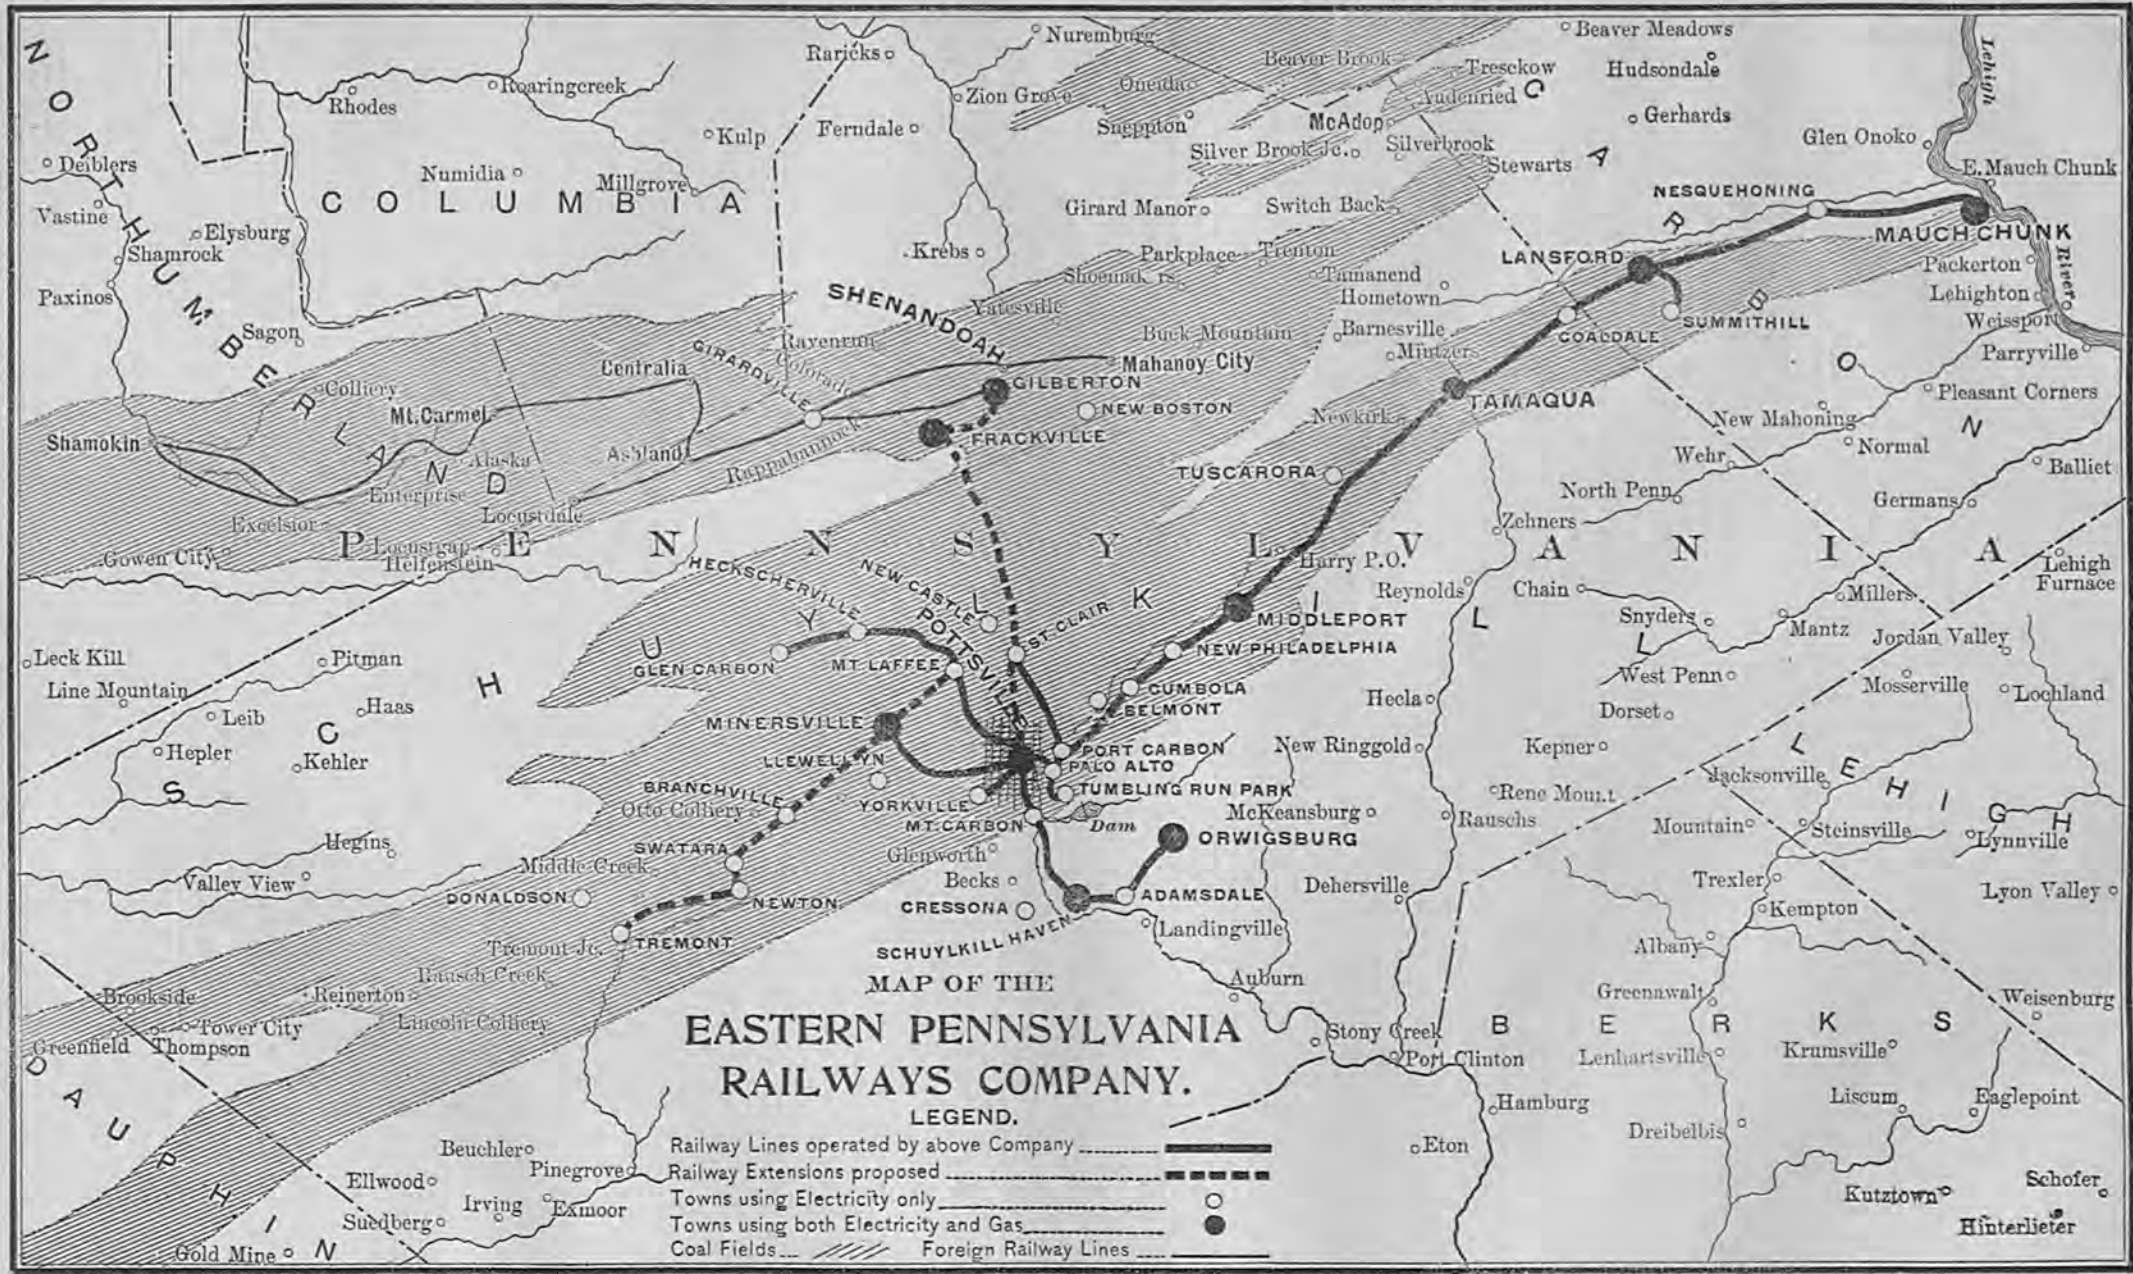 Nuremburg
Beaver Meadows
Raricks
Beaver Brook
Tresckow
Hudsondale
Lehigh
Roaringcreek
Rhodes
Zion Grove
Oneida
Audenried
Gerhards
McAdoo
Kulp
Ferndale
Sheppton
Glen Onoko
Silver Brook Jc.
Silverbrook
Stewarts
Deiblers
Numidia
Millgrove
E. Mauch Chunk
NESQUEHONING
Vastine
COLUMBIA
Girard Manor
Switch Back
Elysburg
MAUCH CHUNK
Shamrock
Krebs
Parkplace
Trenton
LANSFORD
Packerton
River
Shoemakers
Tamanend
Paxinos
Hometown
Lehighton
NORTHUMBERLAND
SHENANDOAH
Yatesville
SUMMITHILL
Weissport
Sagon
Ravenrun
Buck Mountain
Barnesville
COALDALE
Mintzers
Parryville
GIRARDVILLE
Colorado
Centralia
Mahanoy City
Colliery
GILBERTON
Pleasant Corners
Mt. Carmel
NEW BOSTON
Newkirk
TAMAQUA
New Mahoning
CARBON
Shamokin
FRACKVILLE
Normal
Ashland
Rappahannock
Alaska
TUSCARORA
Wehr
Balliet
Enterprise
North Penn
Germans
Excelsior
Locustdale
Zehners
Gowen City
Locustgap
Helfenstein
PENNSYLVANIA
Harry P.O.
HECKSCHERVILLE
NEW CASTLE
Reynolds
Chain
Lehigh
Furnace
Millers
ST. CLAIR
MIDDLEPORT
Snyders
Mantz
Jordan Valley
POTTSVILLE
NEW PHILADELPHIA
Leck Kill
Pitman
GLEN CARBON
MT. LAFFEE
West Penn
Line Mountain
CUMBOLA
Hecla
Mosserville
Lochland
SCHUYLKILL
Leib
Haas
BELMONT
Dorset
MINERSVILLE
Hepler
Kehler
PORT CARBON
New Ringgold
Kepner
LLEWELLYN
PALO ALTO
Jacksonville
LEHIGH
BRANCHVILLE
TUMBLING RUN PARK
Rene Mount
Otto Colliery
YORKVILLE
McKeansburg
Rauschs
Mountain
Steinsville
Lynnville
MT. CARBON
Dam
ORWIGSBURG
Hegins
SWATARA
Glenworth
Middle Creek
Valley View
Becks
Dehersville
Trexler
Lyon Valley
DONALDSON
NEWTON
CRESSONA
ADAMSDALE
Kempton
SCHUYLKILL HAVEN
Landingville
Tremont Jc.
TREMONT
Albany
Rausch Creek
Auburn
Greenawalt
Weisenburg
Brookside
Reinerton
Tower City
Lincoln Colliery
Greenfield
Thompson
Stony Creek
Port Clinton
BERKS
Lenhartsville
Krumsville
DAUPHIN
Hamburg
Liscum
Eaglepoint
Dreibelbis
Beuchler
Pinegrove
Eton
Ellwood
Irving
Exmoor
Suedberg
Kutztown
Schofer
Hinterlieter
Gold Mine
MAP OF THE
EASTERN PENNSYLVANIA
RAILWAYS COMPANY.
LEGEND.
Railway Lines operated by above Company
Railway Extensions proposed
Towns using Electricity only
Towns using both Electricity and Gas
Coal Fields
Foreign Railway Lines